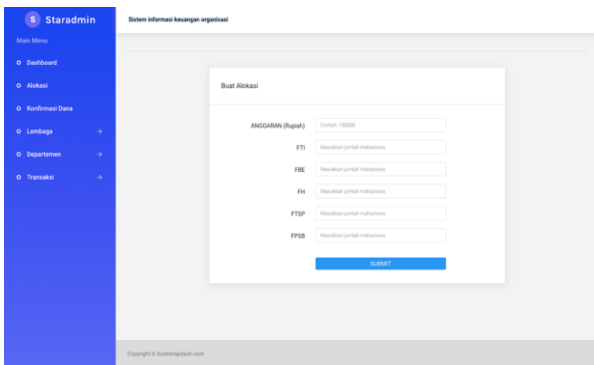 S Staradmin
Sistem informasi keuangan organisasi
Main Menu
Dashboard
Alokasi
Konfirmasi Dana
Lembaga
Departemen
Transaksi
Buat Alokasi
ANGGARAN (Rupiah) Contoh: 100000
FTI Masukkan jumlah mahasiswa
FBE Masukkan jumlah mahasiswa
FH Masukkan jumlah mahasiswa
FTSP Masukkan jumlah mahasiswa
FPSB Masukkan jumlah mahasiswa
SUBMIT
Copyright © bootstrapdash.com